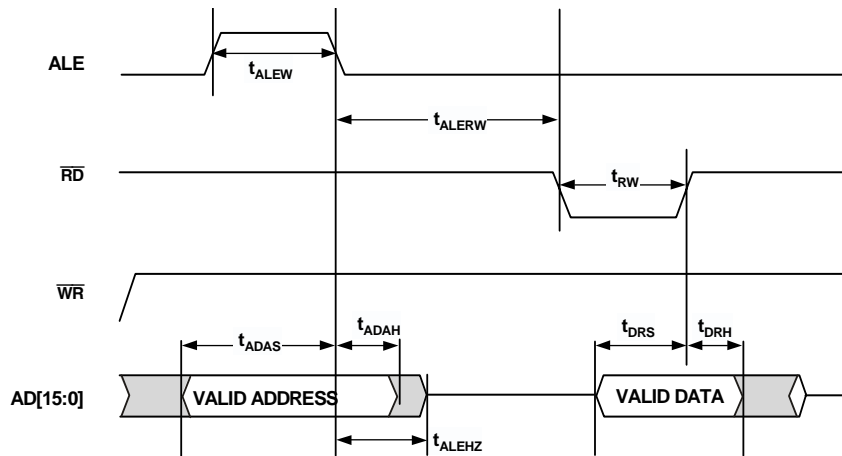 ALE
tALEW
tALERW
RD
tRW
WR
tADAS
tADAH
tDRS
tDRH
AD[15:0]
VALID ADDRESS
VALID DATA
tALEHZ